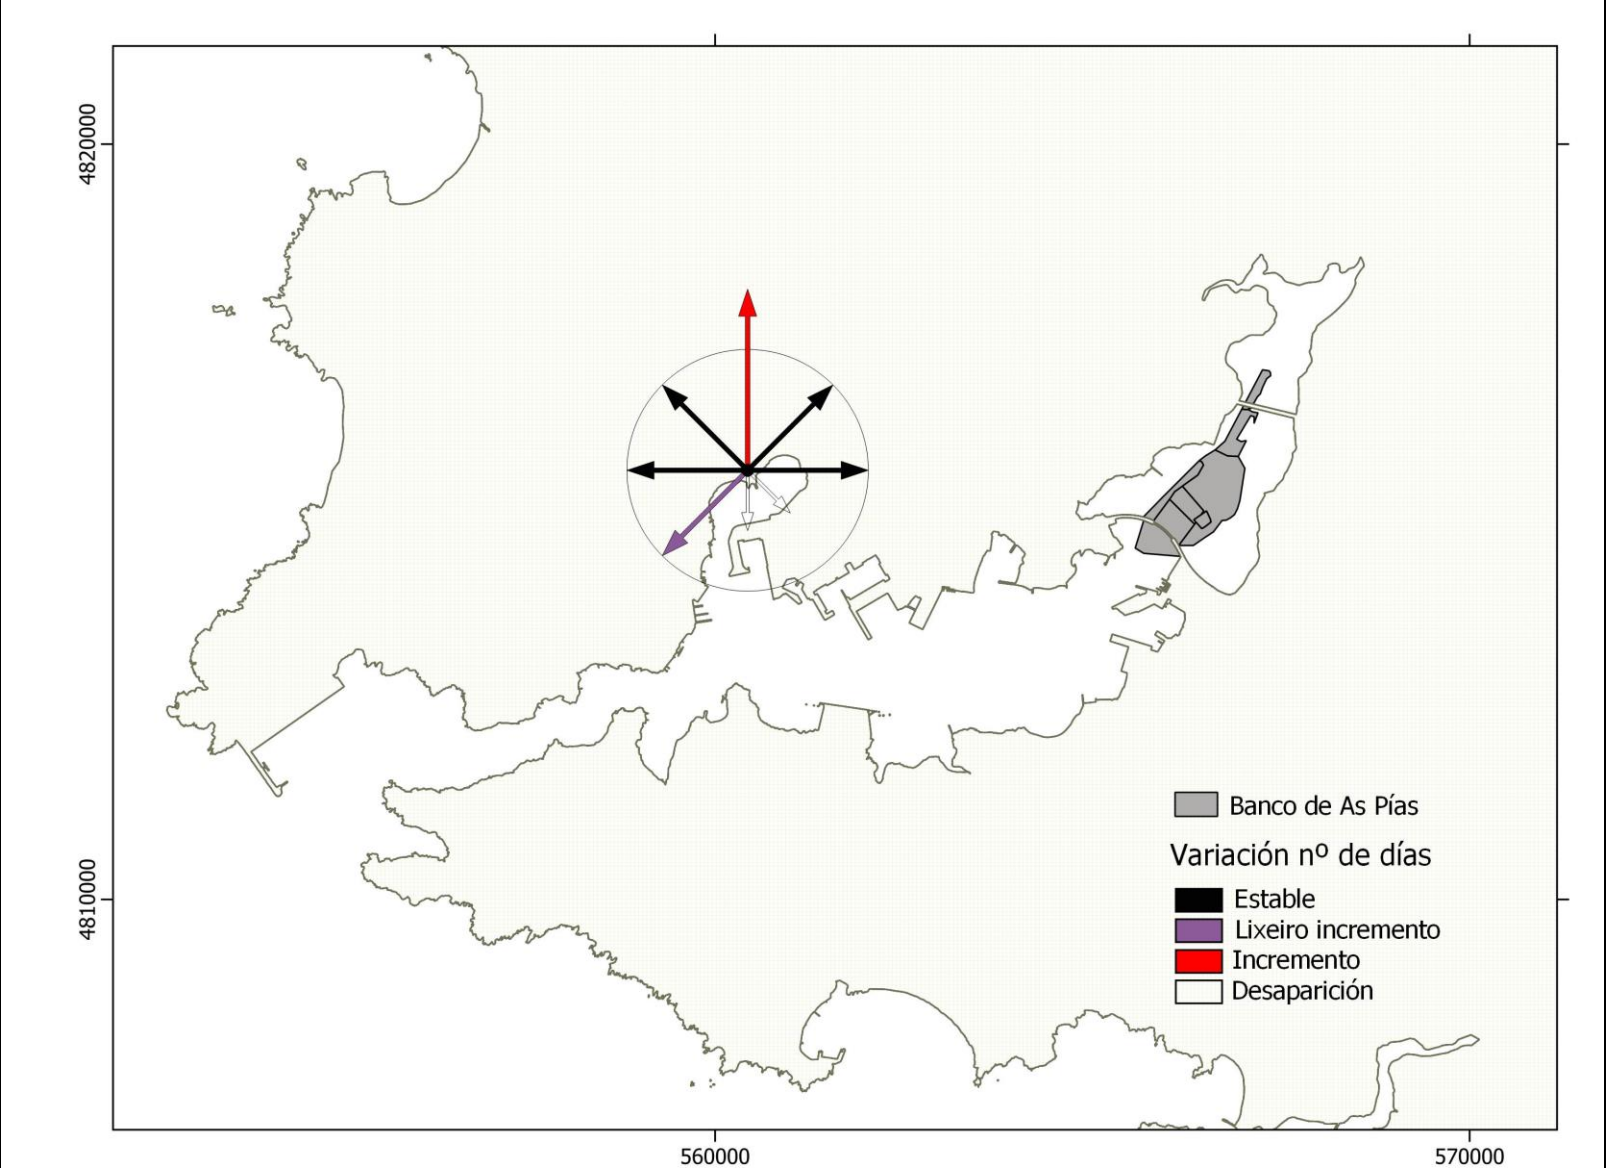 4820000
4810000
Banco de As Pías
Variación nº de días
Estable
Lixeiro incremento
Incremento
Desaparición
560000
570000